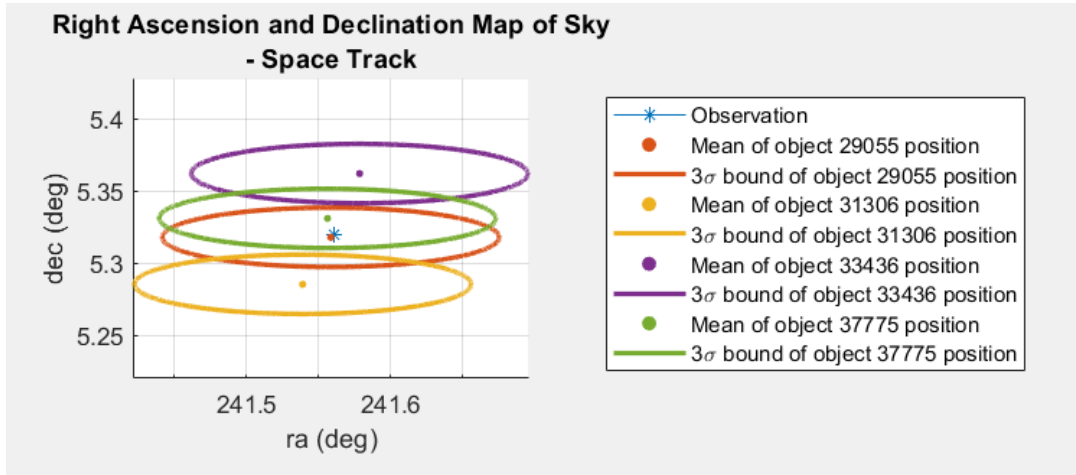 Right Ascension and Declination Map of Sky
- Space Track
5.4
5.35
5.3
5.25
dec (deg)
241.5 241.6
ra (deg)
Observation
Mean of object 29055 position
3σ bound of object 29055 position
Mean of object 31306 position
3σ bound of object 31306 position
Mean of object 33436 position
3σ bound of object 33436 position
Mean of object 37775 position
3σ bound of object 37775 position